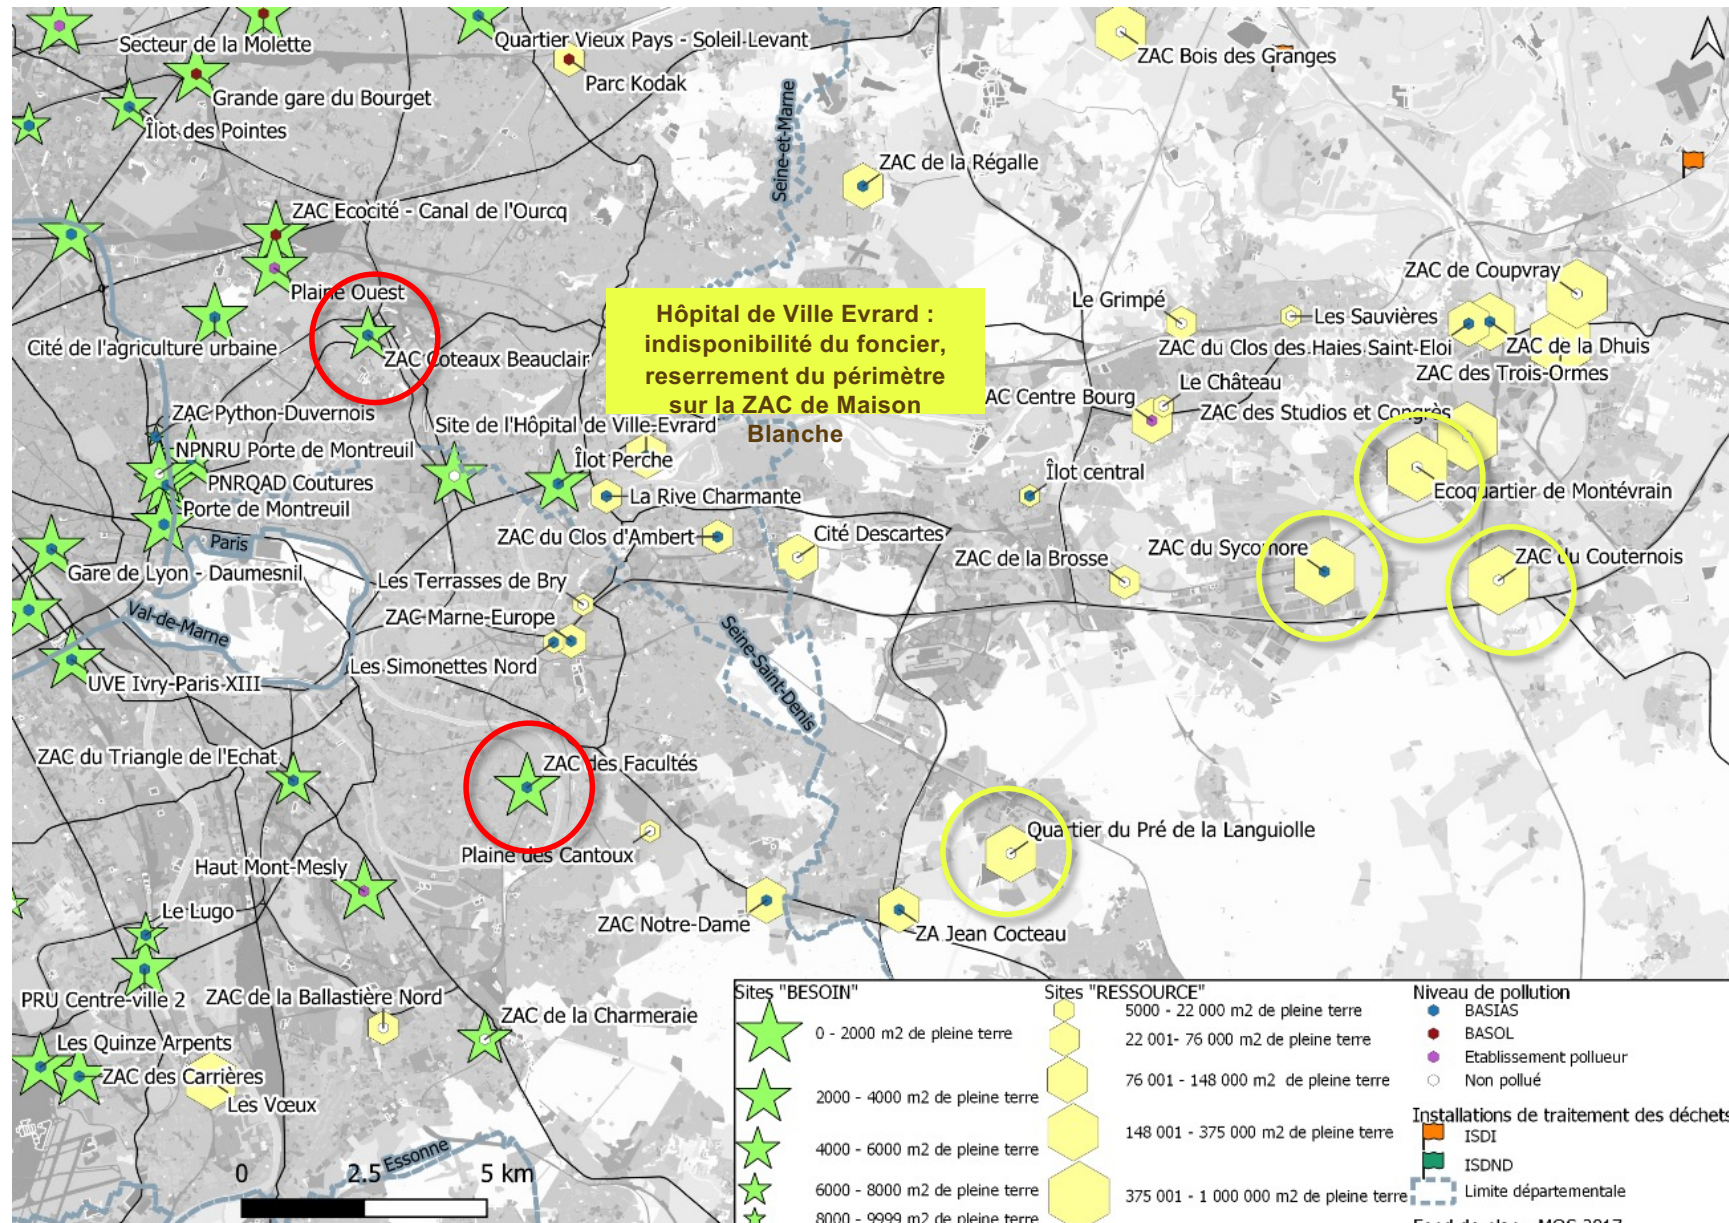 Secteur de la Molette
Quartier Vieux Pays - Soleil Levant
Parc Kodak
ZAC Bois des Granges
Grande gare du Bourget
Îlot des Pointes
Seine-et-Marne
ZAC de la Régalle
ZAC Ecocité - Canal de l'Ourcq
Plaine Ouest
ZAC de Coupvray
Le Grimpé
Les Sauvières
Cité de l'agriculture urbaine
ZAC Coteaux Beauclair
Hôpital de Ville Evrard :
indisponibilité du foncier,
reserrement du périmètre
sur la ZAC de Maison
Blanche
ZAC du Clos des Haies Saint-Eloi
ZAC de la Dhuis
ZAC des Trois-Ormes
Le Château
AC Centre Bourg
ZAC des Studios et Congrès
ZAC Python-Duvernois
Site de l'Hôpital de Ville-Evrard
NPNRU Porte de Montreuil
Îlot Perche
PNRQAD Coutures
La Rive Charmante
Îlot central
Ecoquartier de Montévrain
Porte de Montreuil
Paris
ZAC du Clos d'Ambert
Cité Descartes
ZAC de la Brosse
ZAC du Sycomore
ZAC du Couternois
Gare de Lyon - Daumesnil
Les Terrasses de Bry
Val-de-Marne
ZAC Marne-Europe
Les Simonettes Nord
Seine-Saint-Denis
UVE Ivry-Paris XIII
ZAC du Triangle de l'Echat
ZAC des Facultés
Quartier du Pré de la Languiolle
Plaine des Cantoux
Haut Mont-Mesly
Le Lugo
ZAC Notre-Dame
ZA Jean Cocteau
PRU Centre-ville 2
ZAC de la Ballastière Nord
ZAC de la Charmeraie
Les Quinze Arpents
ZAC des Carrières
Les Vœux
Essonne
0 2.5 5 km
Sites "BESOIN"
0 - 2000 m2 de pleine terre
2000 - 4000 m2 de pleine terre
4000 - 6000 m2 de pleine terre
6000 - 8000 m2 de pleine terre
8000 - 9999 m2 de pleine terre
Sites "RESSOURCE"
5000 - 22 000 m2 de pleine terre
22 001- 76 000 m2 de pleine terre
76 001 - 148 000 m2 de pleine terre
148 001 - 375 000 m2 de pleine terre
375 001 - 1 000 000 m2 de pleine terre
Niveau de pollution
BASIAS
BASOL
Etablissement pollueur
Non pollué
Installations de traitement des déchets
ISDI
ISDND
Limite départementale
Fond de plan : MOS 2017